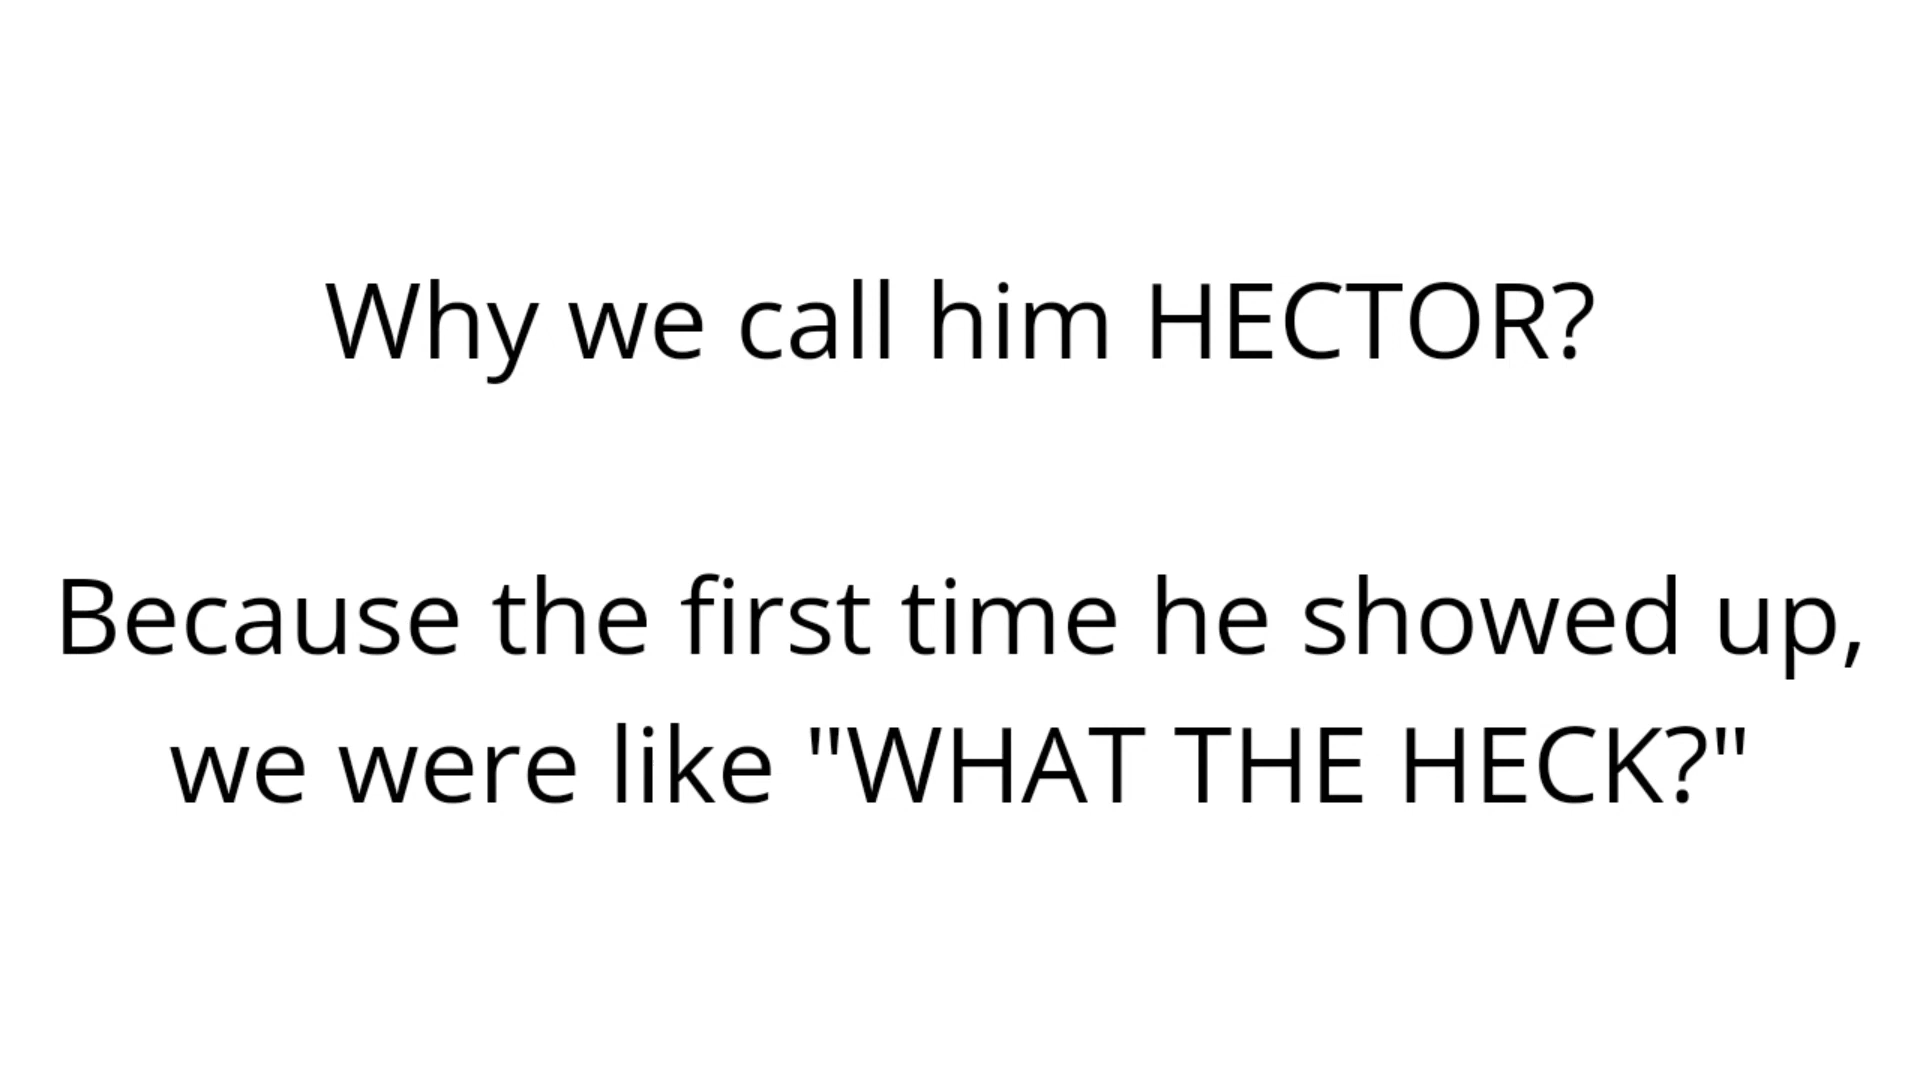 Why we call him HECTOR?
Because the first time he showed up,
we were like "WHAT THE HECK?"